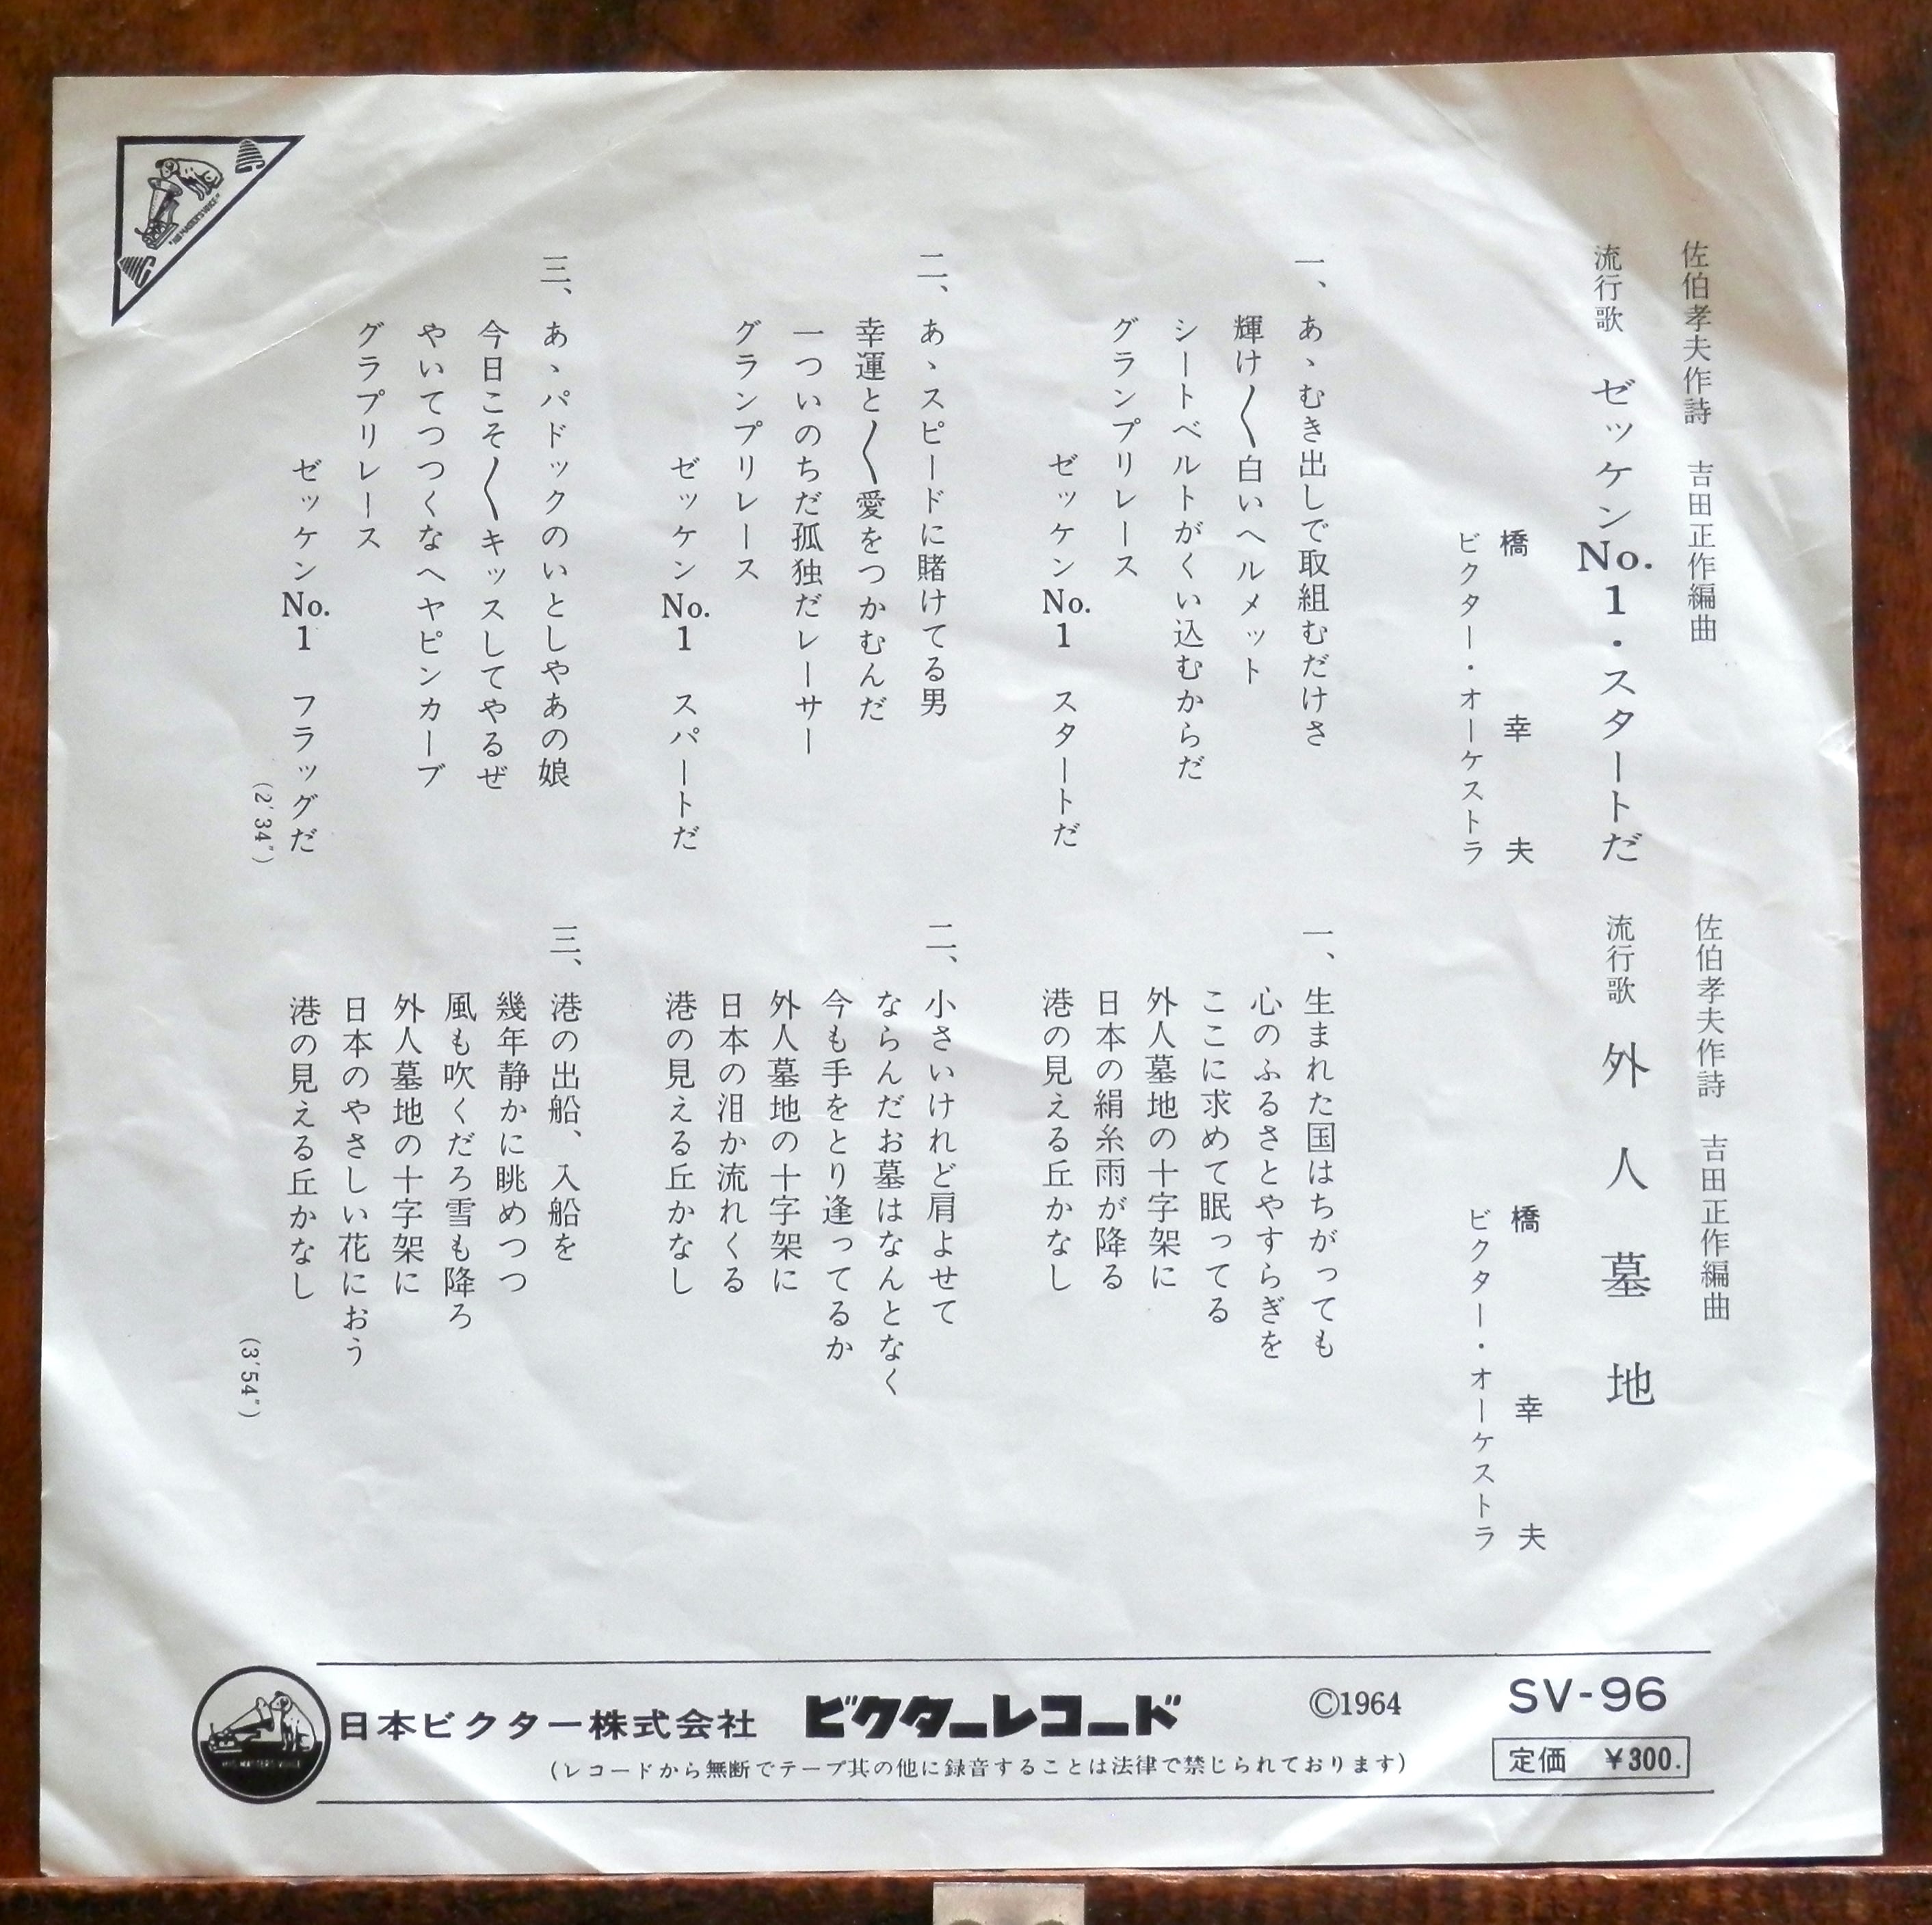 佐伯孝夫作詩　吉田正作編曲
流行歌　ゼッケンNo.1・スタートだ
橋幸夫
ビクター・オーケストラ
一、あゝむき出しで取組むだけさ
輝け〳〵白いヘルメット
シートベルトがくい込むからだ
グランプリレース
ゼッケンNo.1　スタートだ
二、あゝスピードに賭けてる男
幸運と〳〵愛をつかむんだ
一ついのちだ孤独だレーサー
グランプリレース
ゼッケンNo.1　スパートだ
三、あゝパドックのいとしやあの娘
今日こそ〳〵キッスしてやるぜ
やいてつつくなヘヤピンカーブ
グラプリレース
ゼッケンNo.1　フラッグだ
(2'34")
佐伯孝夫作詩　吉田正作編曲
流行歌　外人墓地
橋幸夫
ビクター・オーケストラ
一、生まれた国はちがっても
心のふるさとやすらぎを
ここに求めて眠ってる
外人墓地の十字架に
日本の絹糸雨が降る
港の見える丘かなし
二、小さいけれど肩よせて
ならんだお墓はなんとなく
今も手をとり逢ってるか
外人墓地の十字架に
日本の泪か流れくる
港の見える丘かなし
三、港の出船、入船を
幾年静かに眺めつつ
風も吹くだろ雪も降ろ
外人墓地の十字架に
日本のやさしい花におう
港の見える丘かなし
(3'54")
"HIS MASTER'S VOICE"
日本ビクター株式会社　ビクターレコード　©1964　SV-96
(レコードから無断でテープ其の他に録音することは法律で禁じられております)
定価　¥300.
HIS MASTER'S VOICE